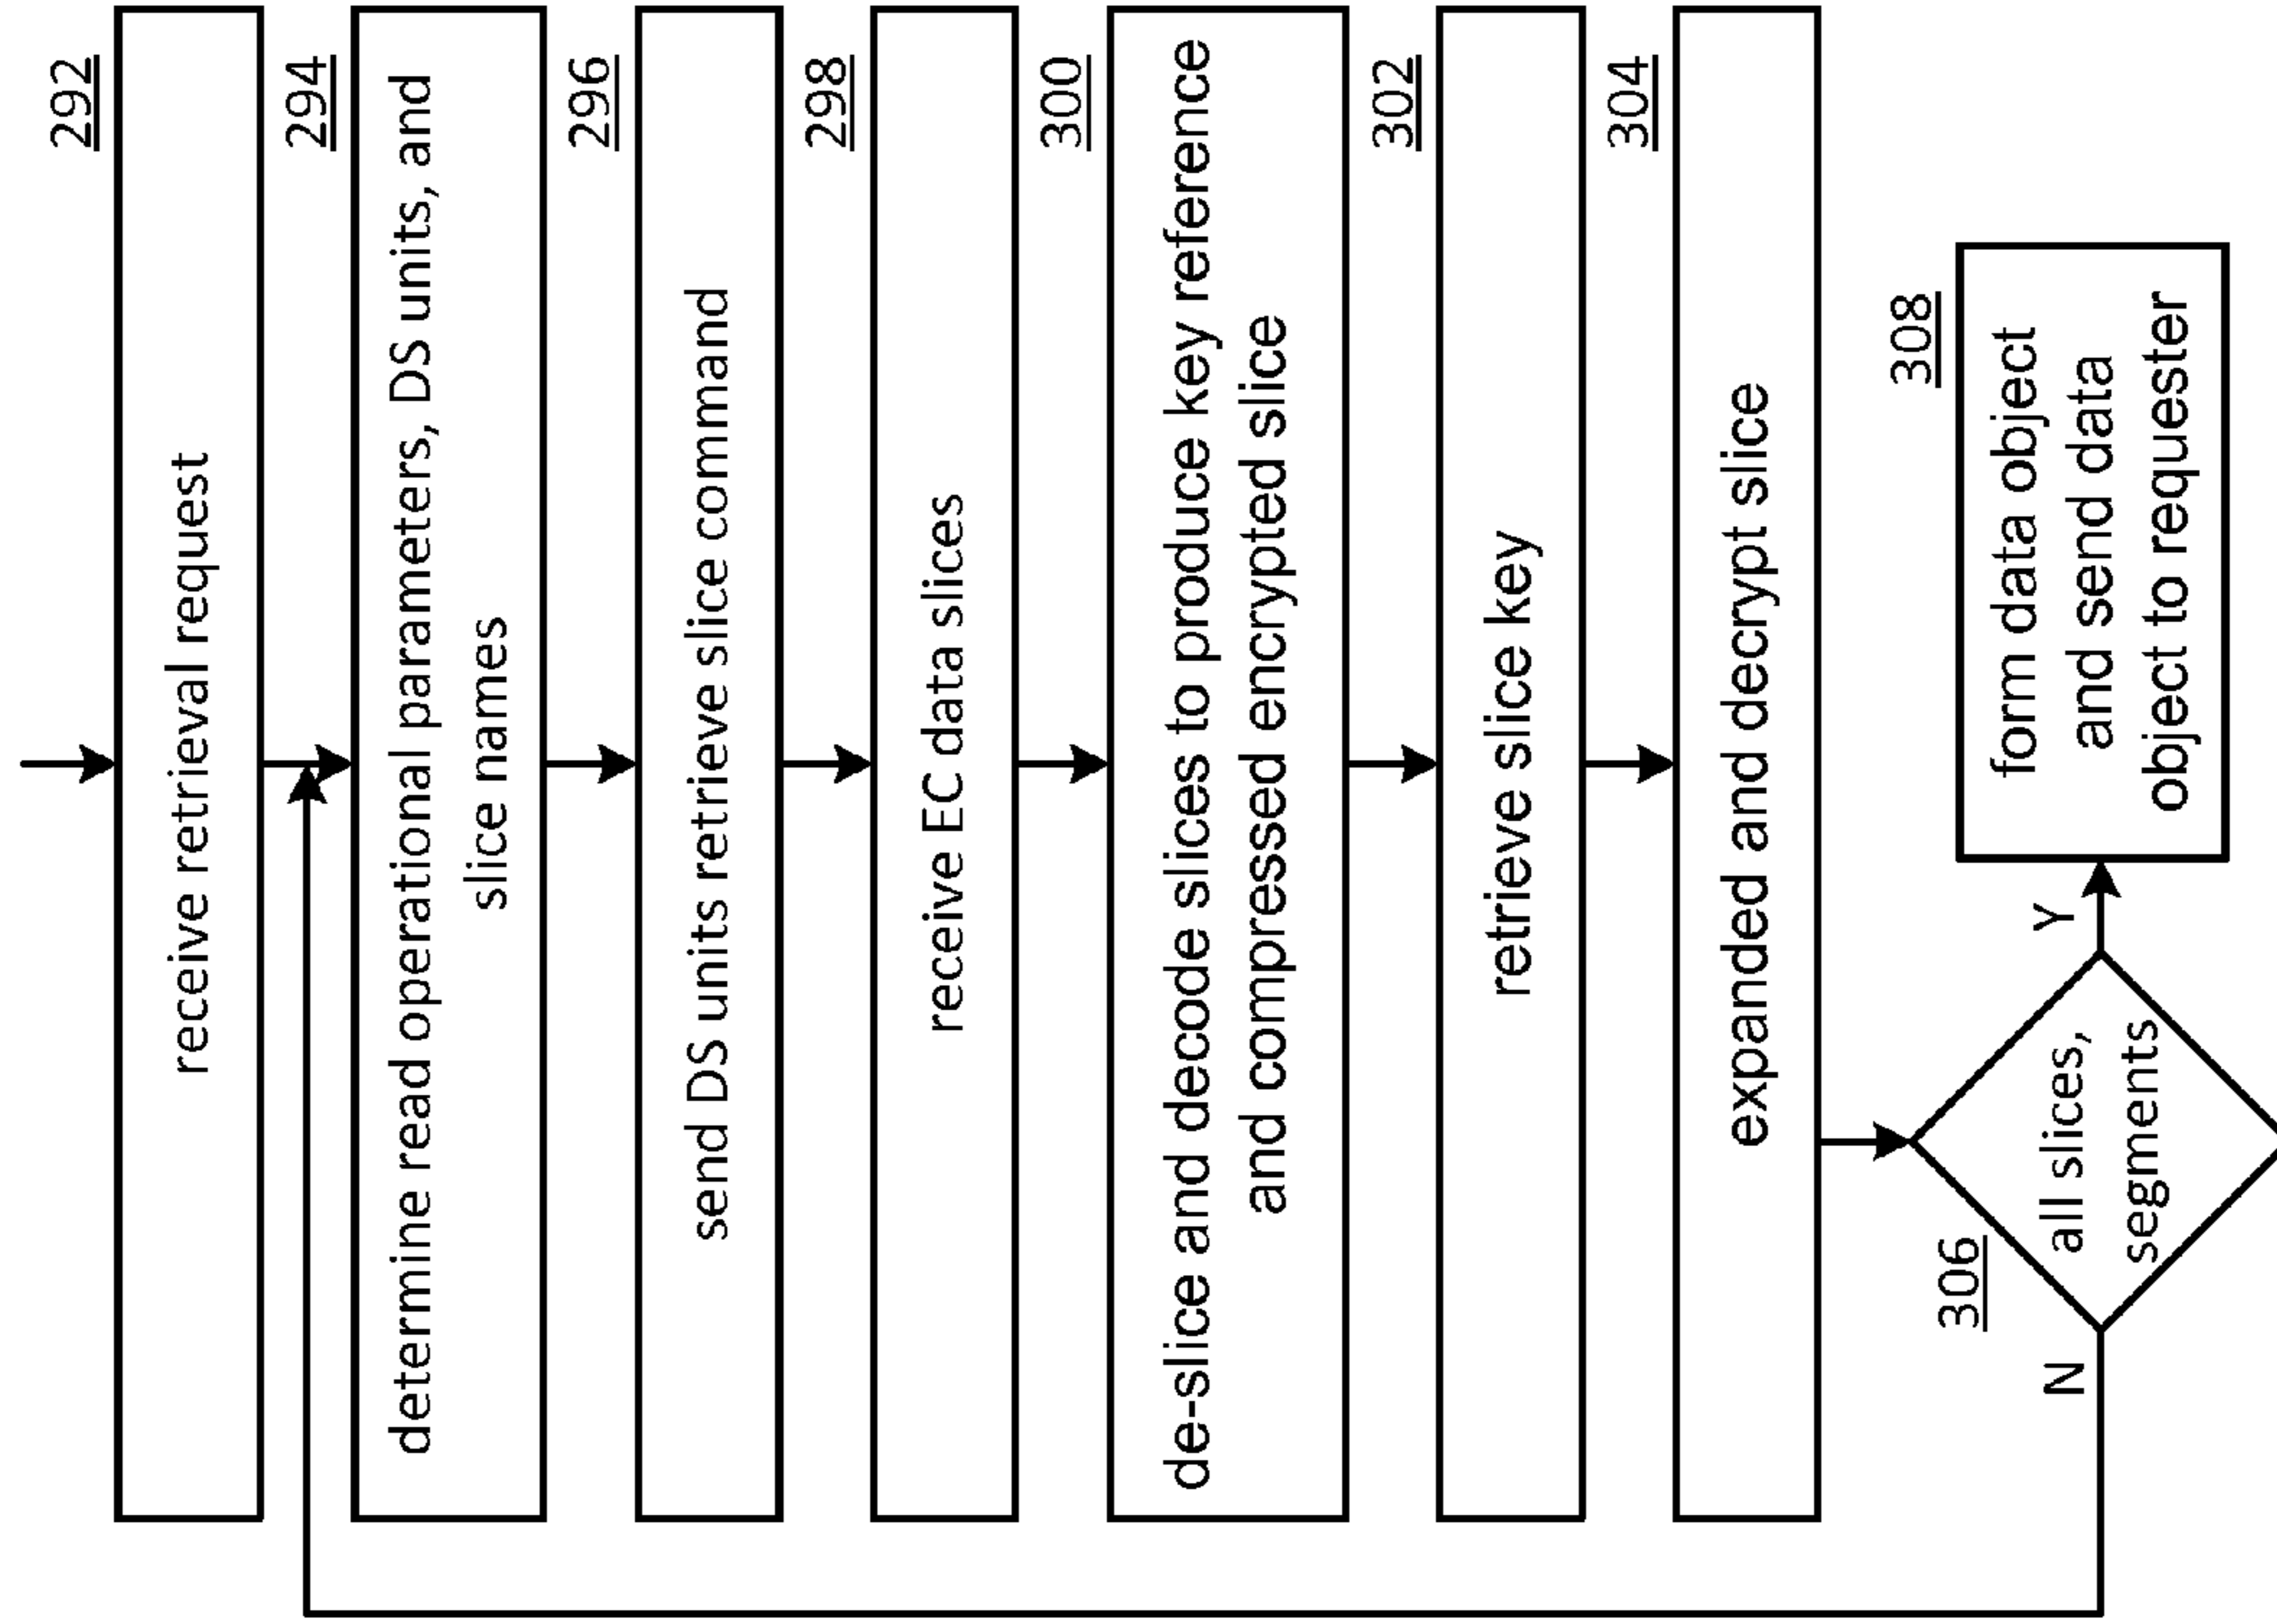 292
receive retrieval request
294
determine read operational parameters, DS units, and
slice names
296
send DS units retrieve slice command
298
receive EC data slices
300
de-slice and decode slices to produce key reference
and compressed encrypted slice
302
retrieve slice key
304
expanded and decrypt slice
306
all slices,
segments
N
Y
308
form data object
and send data
object to requester